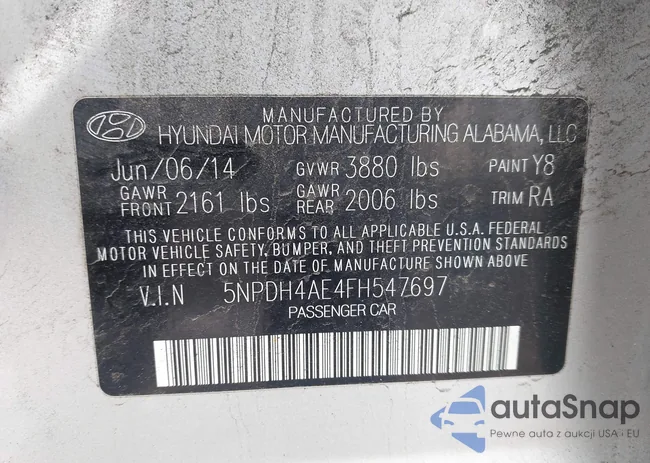 MANUFACTURED BY
HYUNDAI MOTOR MANUFACTURING ALABAMA, LLC
Jun/06/14 GVWR 3880 lbs PAINT Y8
GAWR FRONT 2161 lbs GAWR REAR 2006 lbs TRIM RA
THIS VEHICLE CONFORMS TO ALL APPLICABLE U.S.A. FEDERAL
MOTOR VEHICLE SAFETY, BUMPER, AND THEFT PREVENTION STANDARDS
IN EFFECT ON THE DATE OF MANUFACTURE SHOWN ABOVE
V.I.N 5NPDH4AE4FH547697
PASSENGER CAR
autaSnap
Pewne auta z aukcji USA · EU